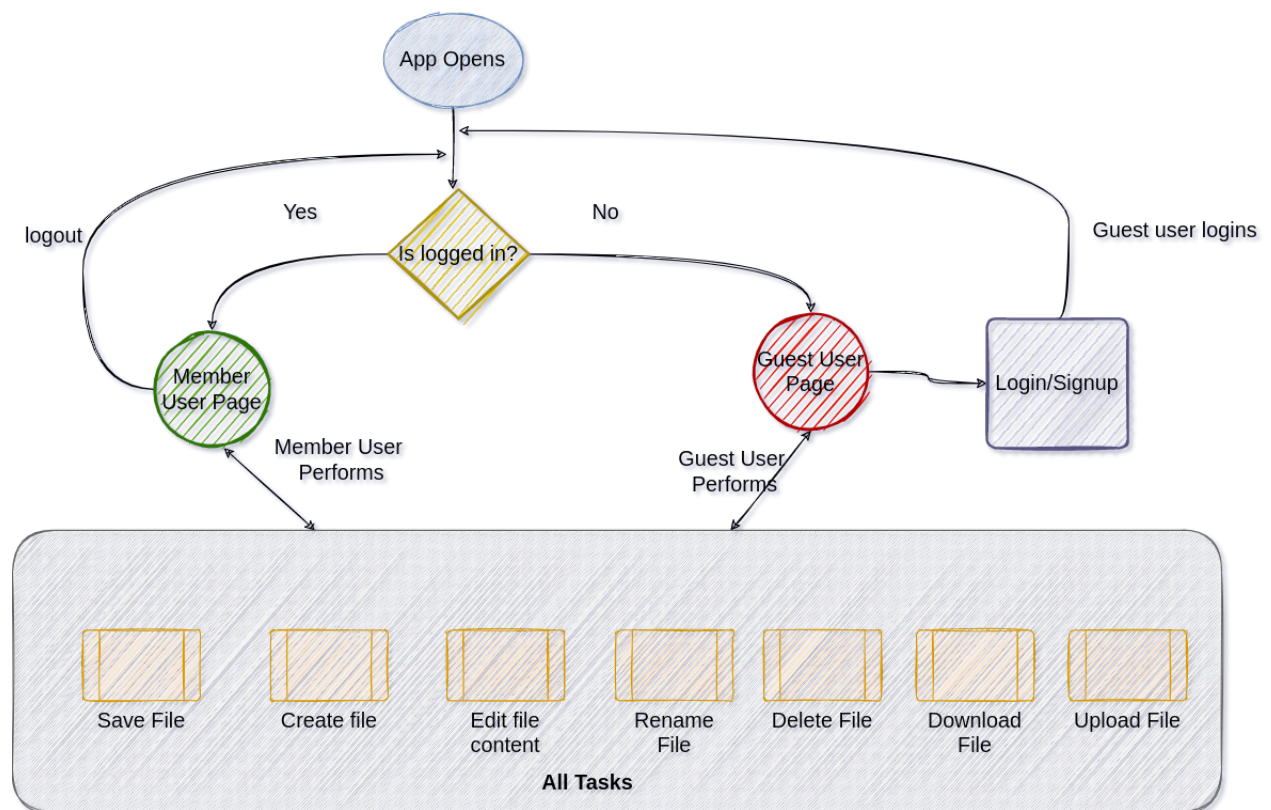 App Opens
Yes
No
logout
Guest user logins
Is logged in?
Member
User Page
Guest User
Page
Login/Signup
Member User
Performs
Guest User
Performs
Save File
Create file
Edit file
content
Rename
File
Delete File
Download
File
Upload File
All Tasks